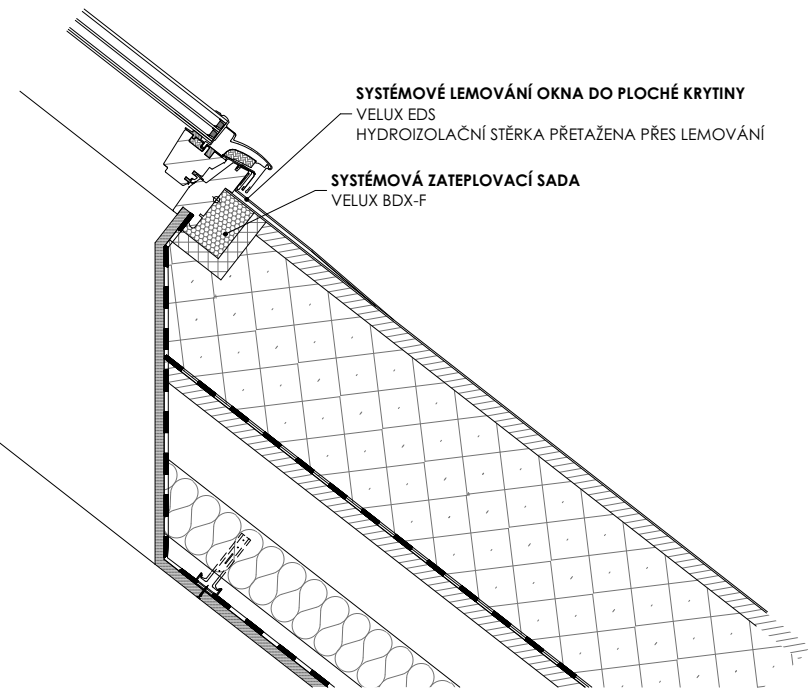 SYSTÉMOVÉ LEMOVÁNÍ OKNA DO PLOCHÉ KRYTINY
VELUX EDS
HYDROIZOLAČNÍ STĚRKA PŘETAŽENA PŘES LEMOVÁNÍ
SYSTÉMOVÁ ZATEPLOVACÍ SADA
VELUX BDX-F